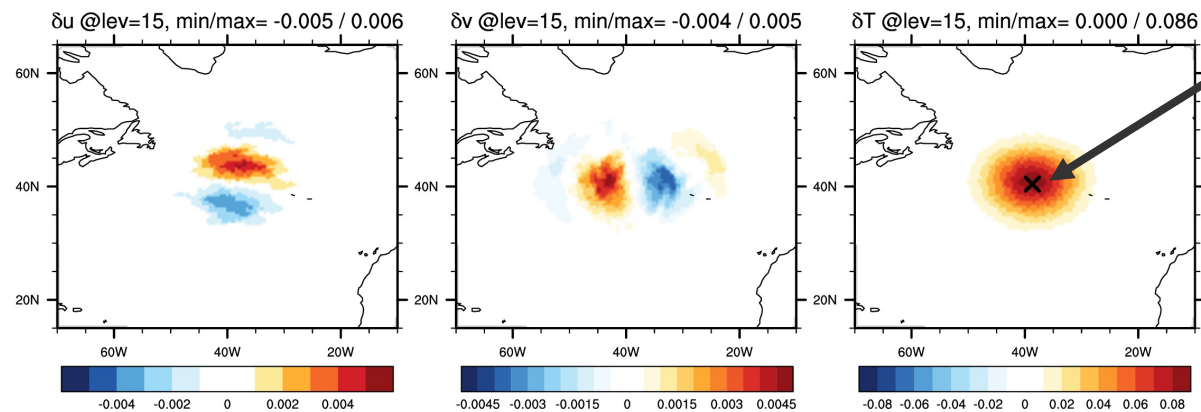 δu @lev=15, min/max= -0.005 / 0.006
δv @lev=15, min/max= -0.004 / 0.005
δT @lev=15, min/max= 0.000 / 0.086
60N
40N
20N
60W 40W 20W
60N
40N
20N
60W 40W 20W
60N
40N
20N
60W 40W 20W
-0.004 -0.002 0 0.002 0.004
-0.0045 -0.003 -0.0015 0 0.0015 0.003 0.0045
-0.08 -0.06 -0.04 -0.02 0 0.02 0.04 0.06 0.08